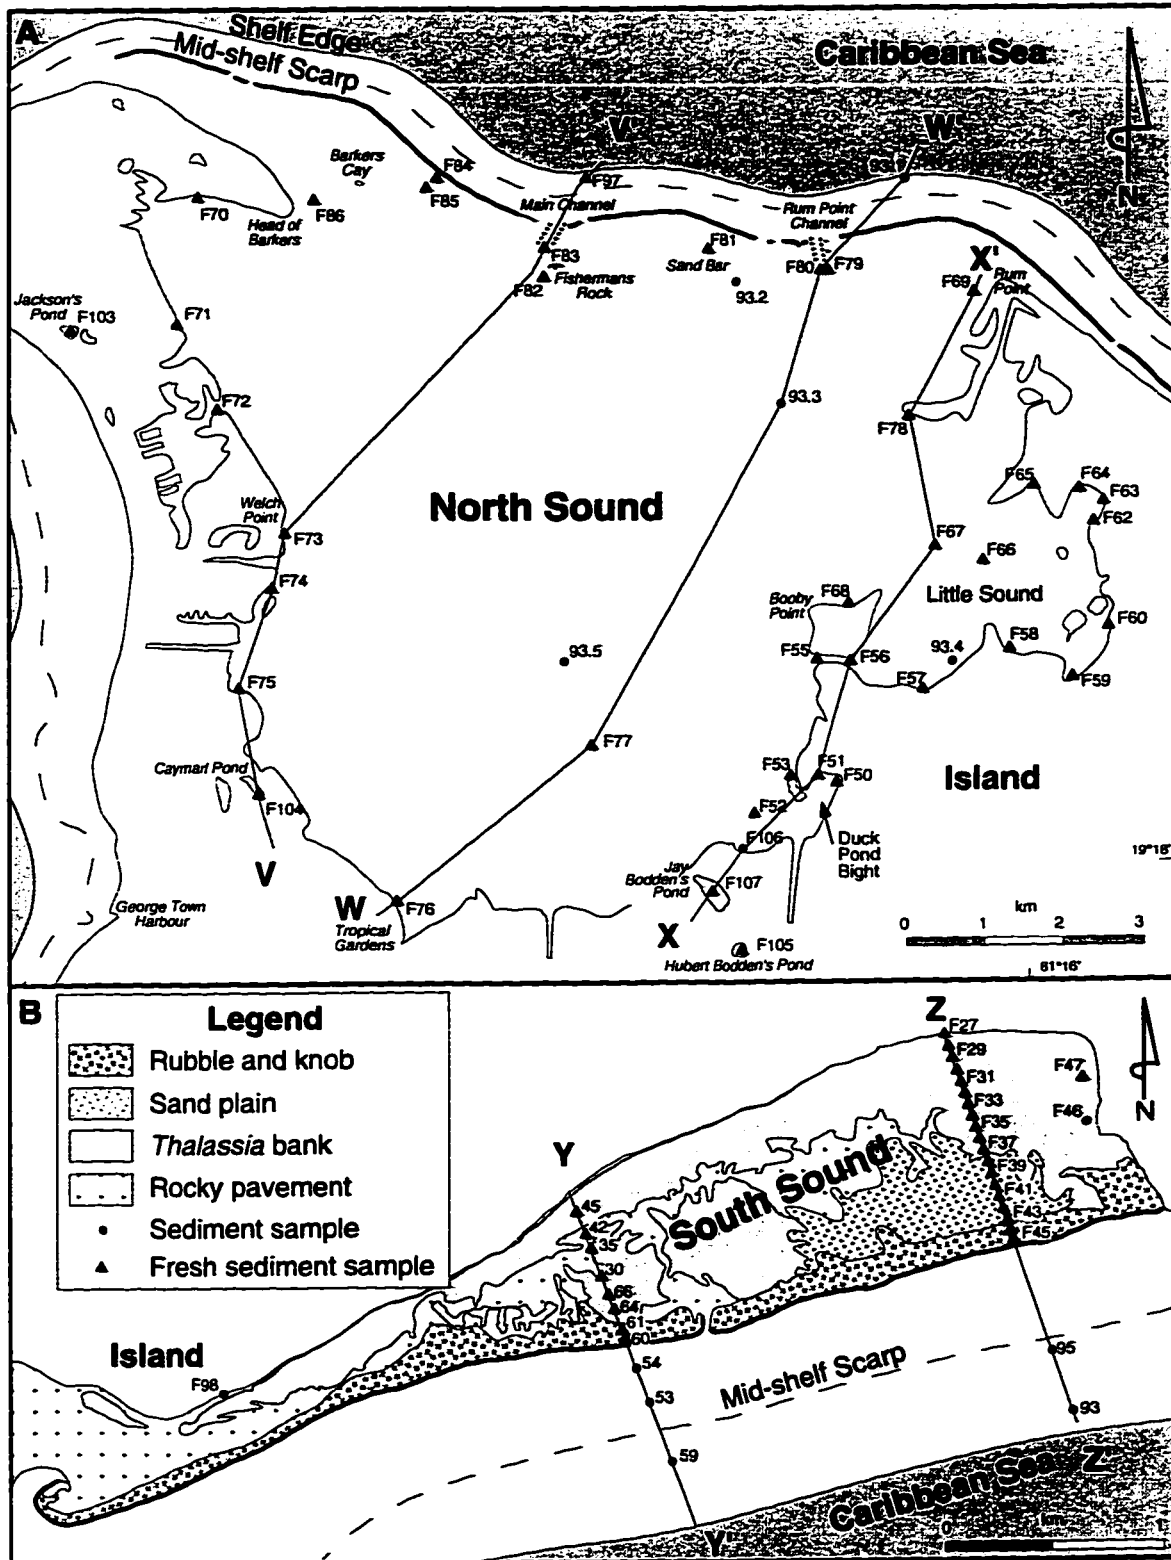 A
Shelf Edge
Mid-shelf Scarp
Caribbean Sea
N
V'
W'
Barkers
Cay
F84
F85
F97
F70
F86
Head of
Barkers
Main Channel
Rum Point
Channel
F83
F81
Sand Bar
F80
F79
F82
Fishermans
Rock
93.2
X'
Rum
Point
F69
Jackson's
Pond
F103
F71
F72
93.3
F78
North Sound
Welch
Point
F73
F65
F64
F63
F62
F67
F66
F74
F68
Booby
Point
Little Sound
F60
93.5
F55
F56
93.4
F58
F57
F59
F75
F77
Cayman Pond
F53
F51
F50
Island
F104
F52
F106
Duck
Pond
Bight
19°18'
V
Jay
Bodden's
Pond
F107
George Town
Harbour
W
F76
Tropical
Gardens
X
F105
Hubert Bodden's Pond
km
0 1 2 3
81°16'
B
Legend
Rubble and knob
Sand plain
Thalassia bank
Rocky pavement
Sediment sample
Fresh sediment sample
Z
F27
F29
F31
F33
F35
F37
F39
F41
F43
F45
F47
F46
N
Y
45
42
35
30
66
64
61
60
54
53
59
South Sound
Island
F98
Mid-shelf Scarp
95
93
Caribbean Sea
Z'
Y'
0 km 1